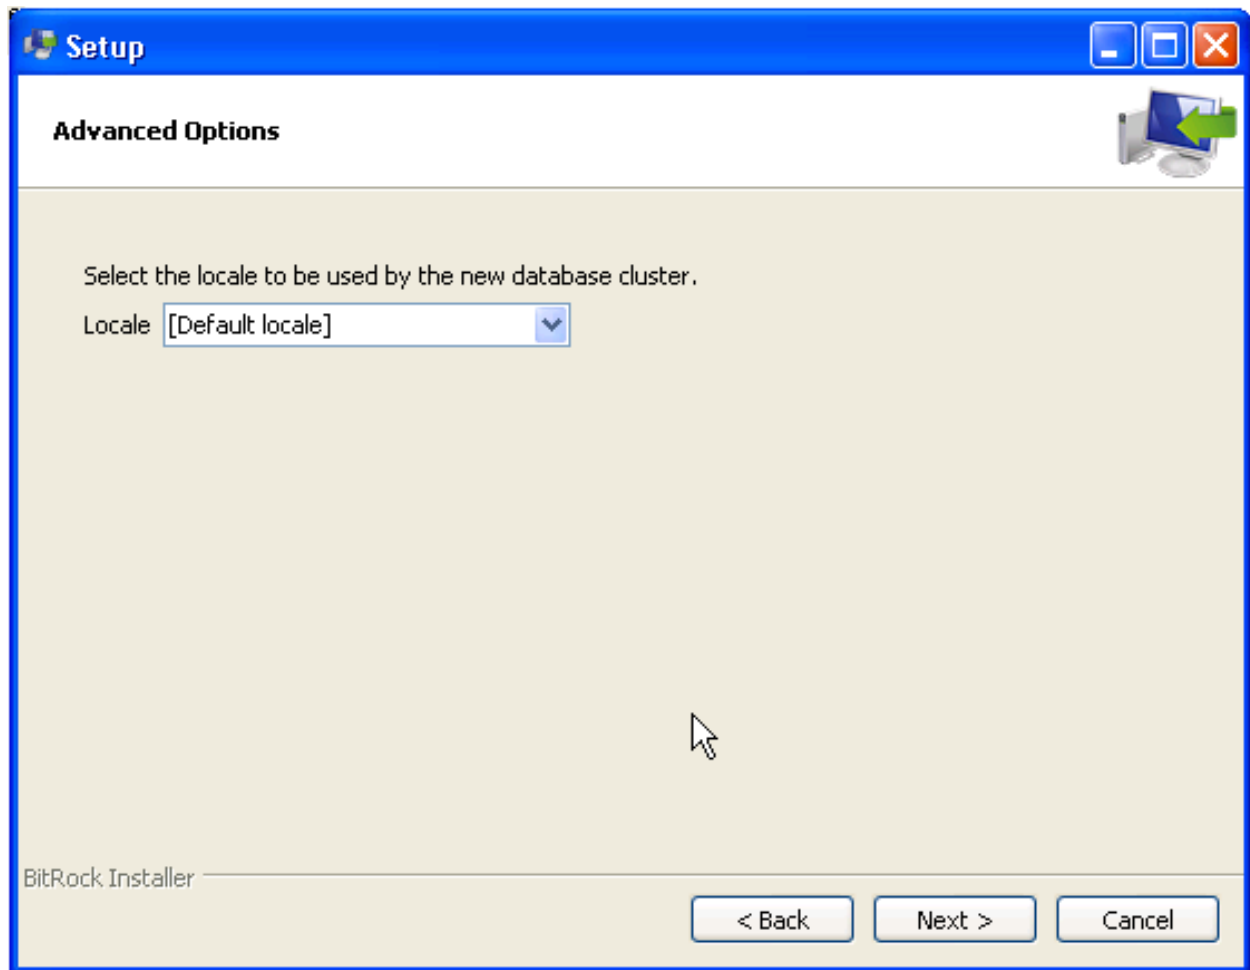 Setup
Advanced Options
Select the locale to be used by the new database cluster.
Locale [Default locale]
BitRock Installer
< Back Next > Cancel